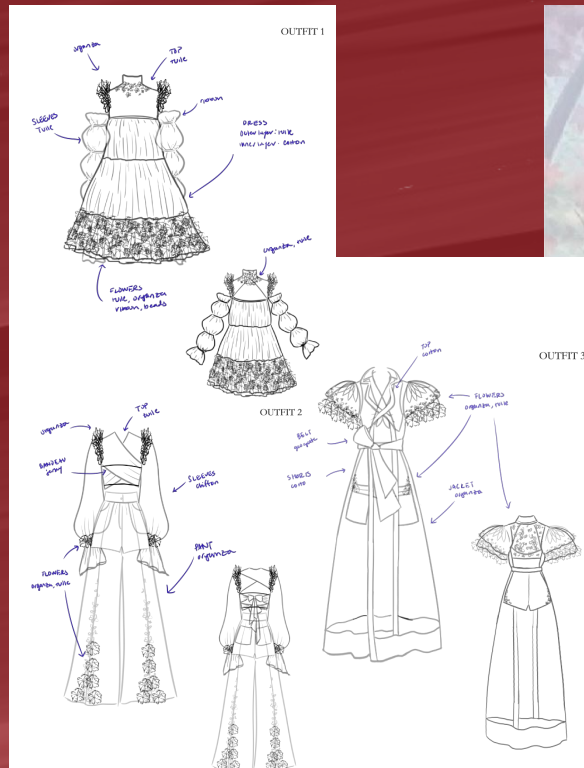 OUTFIT 1
organza
TOP
tulle
SLEEVES
Tulle
ribbon
DRESS
outer layer: tulle
inner layer: cotton
FLOWERS
tulle, organza
ribbon, beads
organza, tulle
OUTFIT 2
organza
TOP
tulle
BANDEAU
jersey
SLEEVES
chiffon
FLOWERS
organza, tulle
PANT
organza
OUTFIT 3
TOP
cotton
FLOWERS
organza, tulle
BELT
SHORTS
JACKET
organza